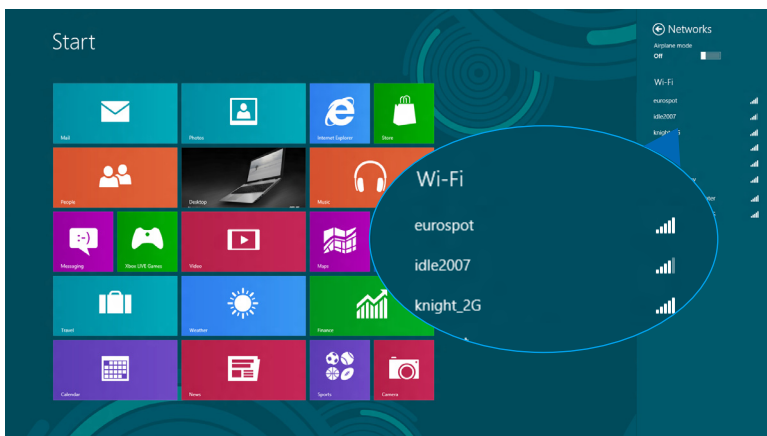 Start
Mail
Photos
Internet Explorer
Store
People
Desktop
Music
Messaging
Xbox LIVE Games
Video
Maps
Travel
Weather
Finance
Calendar
News
Sports
Camera
Networks
Airplane mode
Off
Wi-Fi
eurospot
idle2007
Wi-Fi
eurospot
idle2007
knight_2G